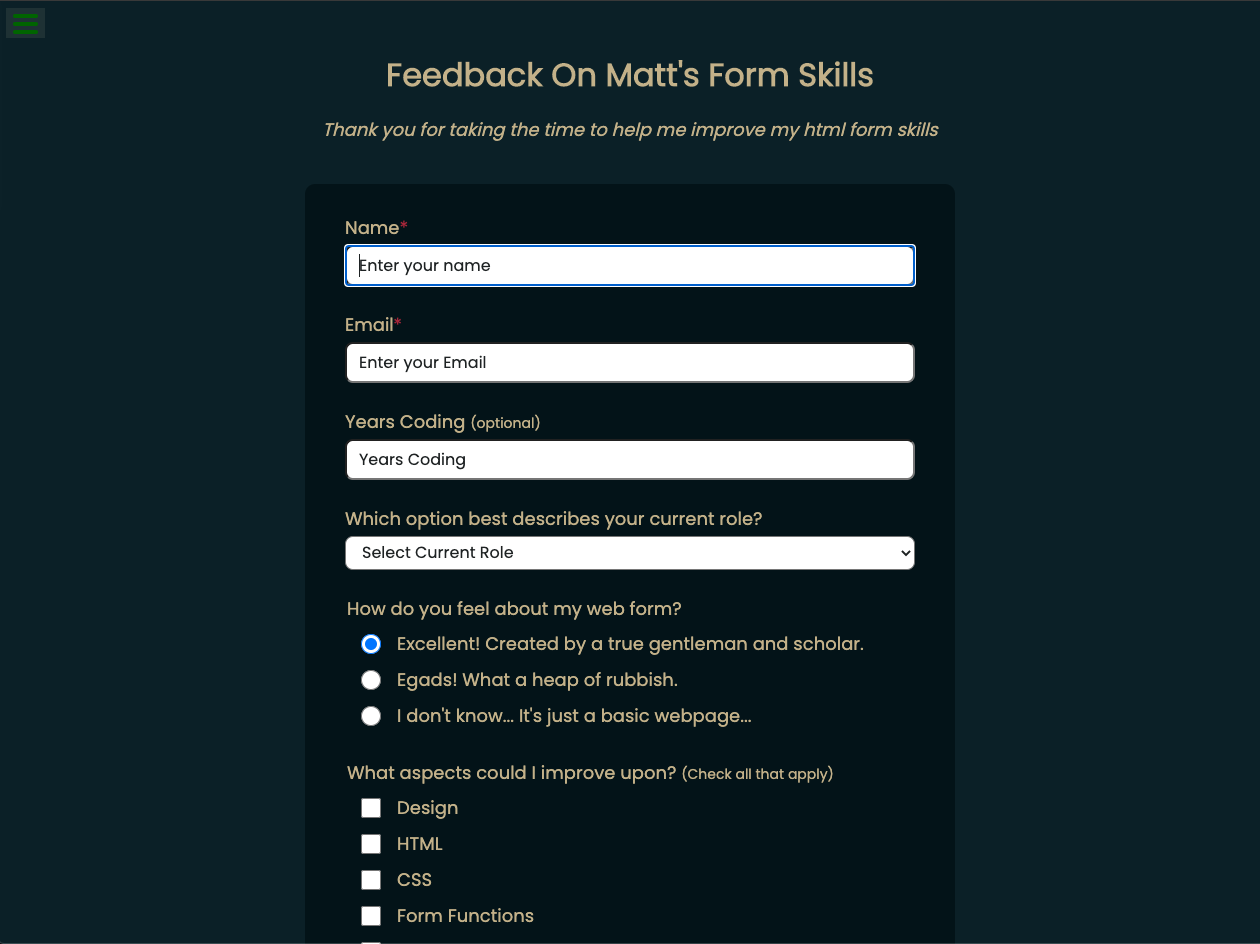 Feedback On Matt's Form Skills
Thank you for taking the time to help me improve my html form skills
Name*
Enter your name
Email*
Enter your Email
Years Coding (optional)
Years Coding
Which option best describes your current role?
Select Current Role
How do you feel about my web form?
Excellent! Created by a true gentleman and scholar.
Egads! What a heap of rubbish.
I don't know... It's just a basic webpage...
What aspects could I improve upon? (Check all that apply)
Design
HTML
CSS
Form Functions